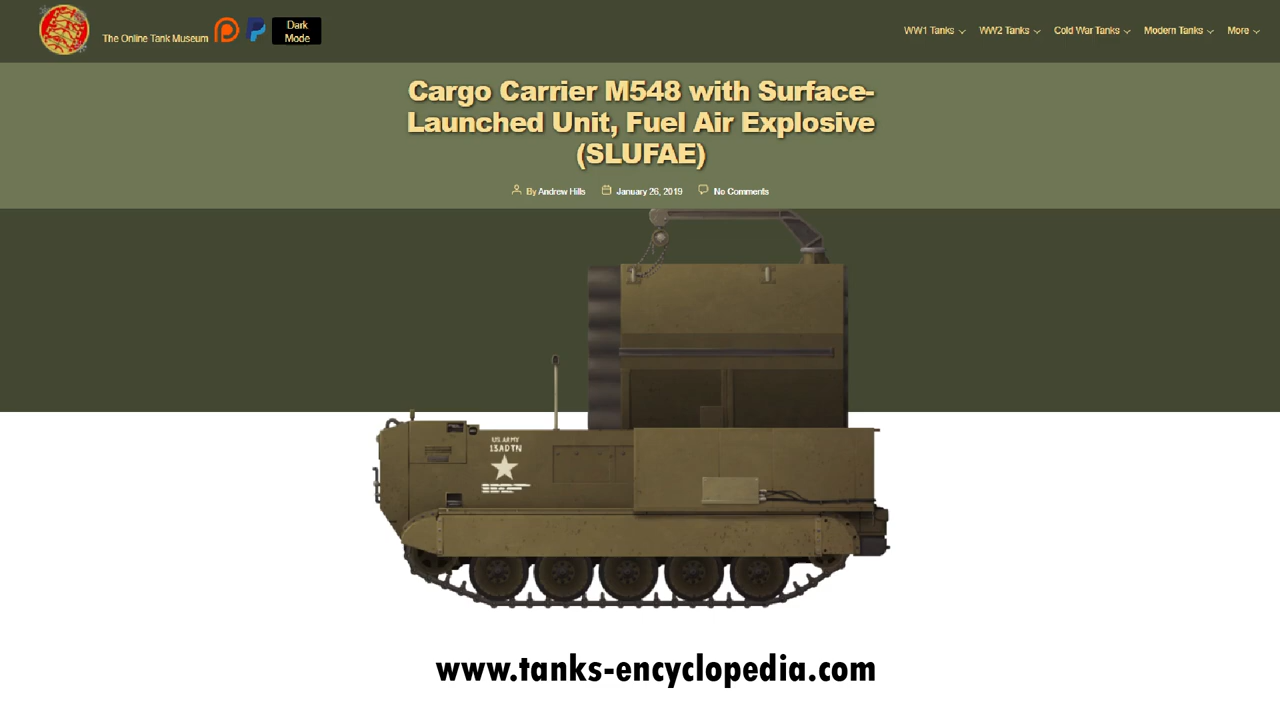 The Online Tank Museum
Dark
Mode
WW1 Tanks
WW2 Tanks
Cold War Tanks
Modern Tanks
More
Cargo Carrier M548 with Surface-
Launched Unit, Fuel Air Explosive
(SLUFAE)
By Andrew Hills
January 26, 2019
No Comments
US ARMY
13ADTN
www.tanks-encyclopedia.com